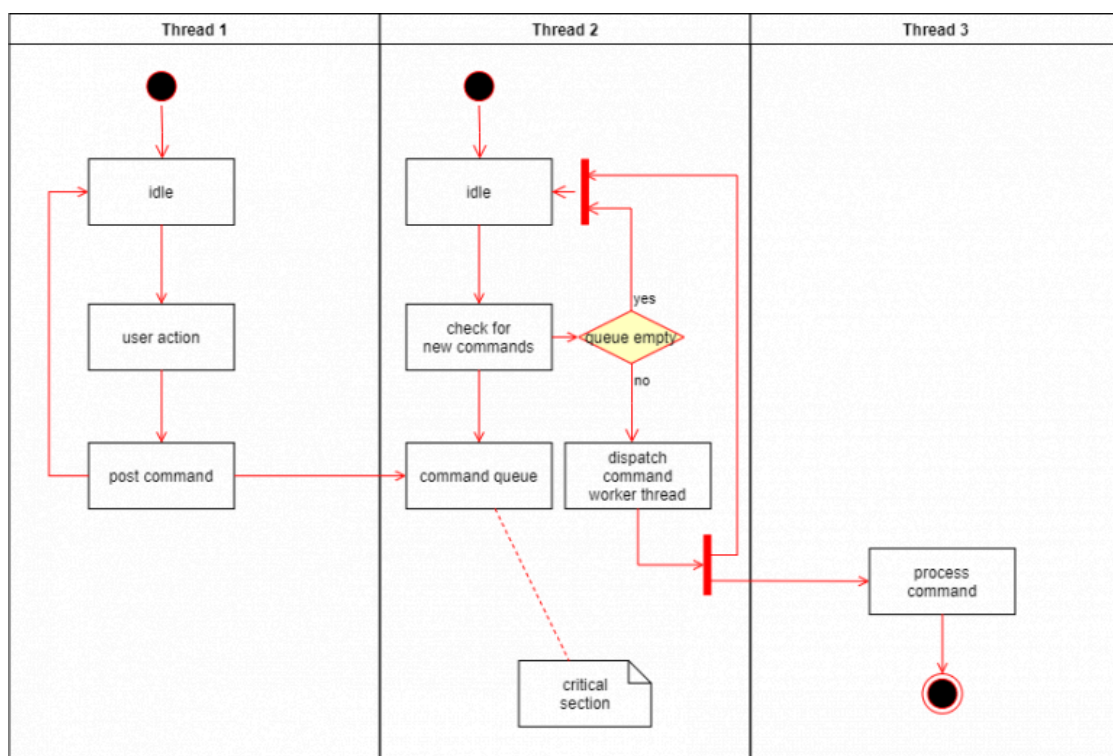 Thread 1
Thread 2
Thread 3
idle
idle
user action
check for
new commands
yes
queue empty
no
post command
command queue
dispatch
command
worker thread
process
command
critical
section